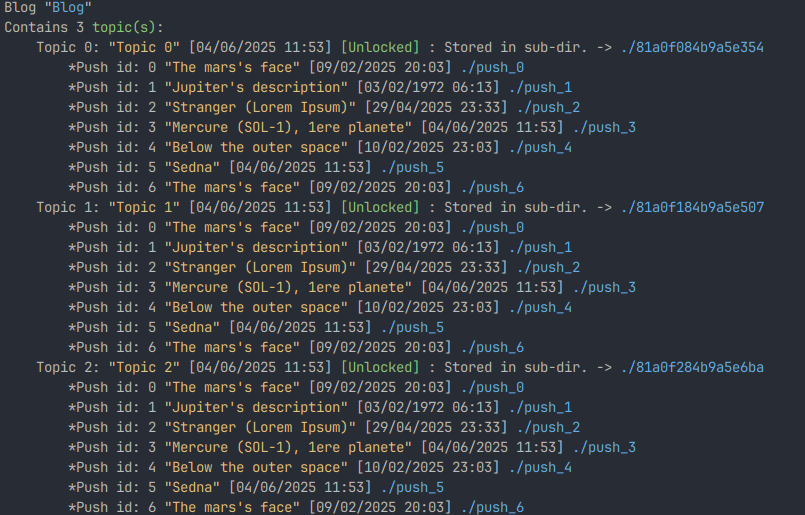 Blog "Blog"
Contains 3 topic(s):
Topic 0: "Topic 0" [04/06/2025 11:53] [Unlocked] : Stored in sub-dir. -> ./81a0f084b9a5e354
*Push id: 0 "The mars's face" [09/02/2025 20:03] ./push_0
*Push id: 1 "Jupiter's description" [03/02/1972 06:13] ./push_1
*Push id: 2 "Stranger (Lorem Ipsum)" [29/04/2025 23:33] ./push_2
*Push id: 3 "Mercure (SOL-1), 1ere planete" [04/06/2025 11:53] ./push_3
*Push id: 4 "Below the outer space" [10/02/2025 23:03] ./push_4
*Push id: 5 "Sedna" [04/06/2025 11:53] ./push_5
*Push id: 6 "The mars's face" [09/02/2025 20:03] ./push_6
Topic 1: "Topic 1" [04/06/2025 11:53] [Unlocked] : Stored in sub-dir. -> ./81a0f184b9a5e507
*Push id: 0 "The mars's face" [09/02/2025 20:03] ./push_0
*Push id: 1 "Jupiter's description" [03/02/1972 06:13] ./push_1
*Push id: 2 "Stranger (Lorem Ipsum)" [29/04/2025 23:33] ./push_2
*Push id: 3 "Mercure (SOL-1), 1ere planete" [04/06/2025 11:53] ./push_3
*Push id: 4 "Below the outer space" [10/02/2025 23:03] ./push_4
*Push id: 5 "Sedna" [04/06/2025 11:53] ./push_5
*Push id: 6 "The mars's face" [09/02/2025 20:03] ./push_6
Topic 2: "Topic 2" [04/06/2025 11:53] [Unlocked] : Stored in sub-dir. -> ./81a0f284b9a5e6ba
*Push id: 0 "The mars's face" [09/02/2025 20:03] ./push_0
*Push id: 1 "Jupiter's description" [03/02/1972 06:13] ./push_1
*Push id: 2 "Stranger (Lorem Ipsum)" [29/04/2025 23:33] ./push_2
*Push id: 3 "Mercure (SOL-1), 1ere planete" [04/06/2025 11:53] ./push_3
*Push id: 4 "Below the outer space" [10/02/2025 23:03] ./push_4
*Push id: 5 "Sedna" [04/06/2025 11:53] ./push_5
*Push id: 6 "The mars's face" [09/02/2025 20:03] ./push_6